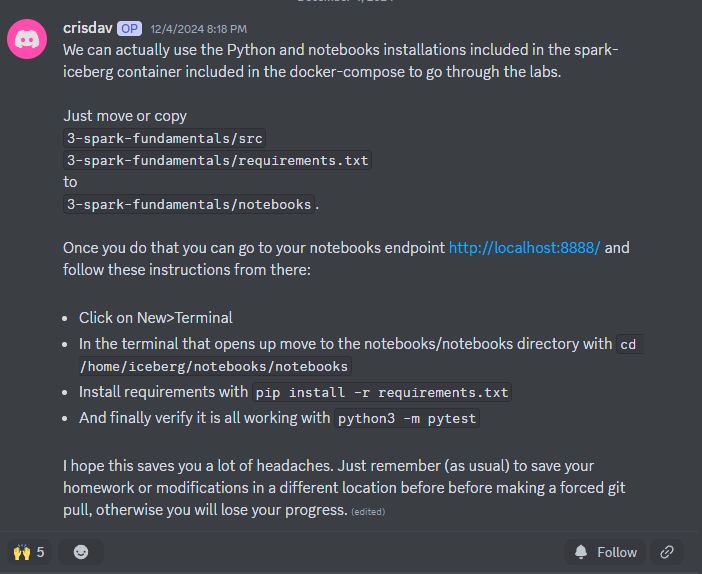 crisdav OP 12/4/2024 8:18 PM
We can actually use the Python and notebooks installations included in the spark-
iceberg container included in the docker-compose to go through the labs.
Just move or copy
3-spark-fundamentals/src
3-spark-fundamentals/requirements.txt
to
3-spark-fundamentals/notebooks.
Once you do that you can go to your notebooks endpoint http://localhost:8888/ and
follow these instructions from there:
• Click on New>Terminal
• In the terminal that opens up move to the notebooks/notebooks directory with cd
/home/iceberg/notebooks/notebooks
• Install requirements with pip install -r requirements.txt
• And finally verify it is all working with python3 -m pytest
I hope this saves you a lot of headaches. Just remember (as usual) to save your
homework or modifications in a different location before before making a forced git
pull, otherwise you will lose your progress. (edited)
🙌 5 Follow